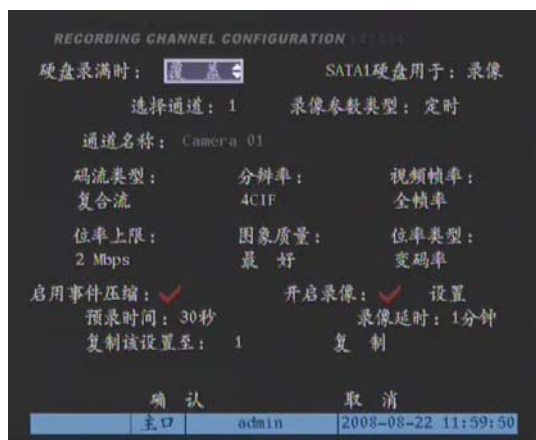 RECORDING CHANNEL CONFIGURATION
硬盘录满时： 覆 盖 SATA1硬盘用于：录像
选择通道：1 录像参数类型：定时
通道名称： Camera 01
码流类型： 分辨率： 视频帧率：
复合流 4CIF 全帧率
位率上限： 图象质量： 位率类型：
2 Mbps 最 好 变码率
启用事件压缩： 开启录像： 设置
预录时间：30秒 录像延时：1分钟
复制该设置至： 1 复 制
确 认 取 消
主口 admin 2008-08-22 11:59:50